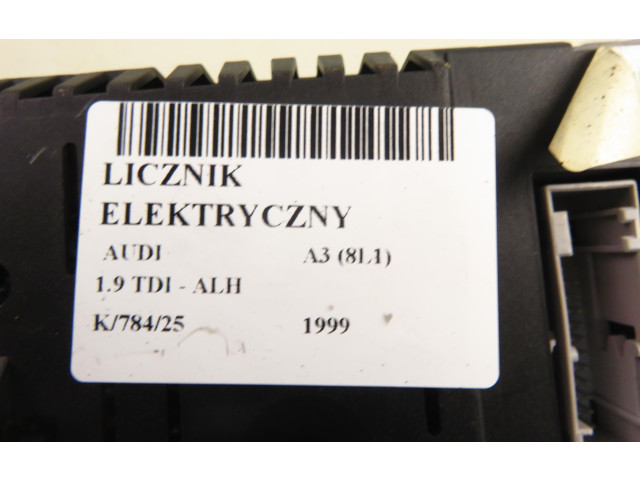 LICZNIK
ELEKTRYCZNY
AUDI A3 (8L1)
1.9 TDI - ALH
K/784/25 1999